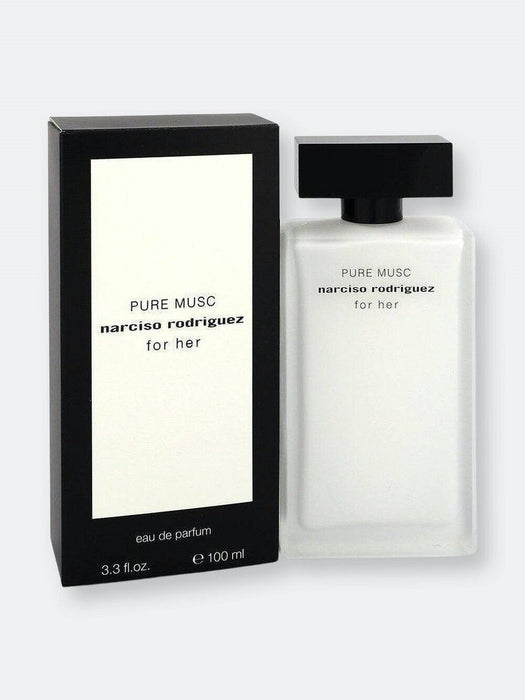 PURE MUSC
narciso rodriguez
for her
eau de parfum
3.3 fl.oz. ℮ 100 ml
PURE MUSC
narciso rodriguez
for her